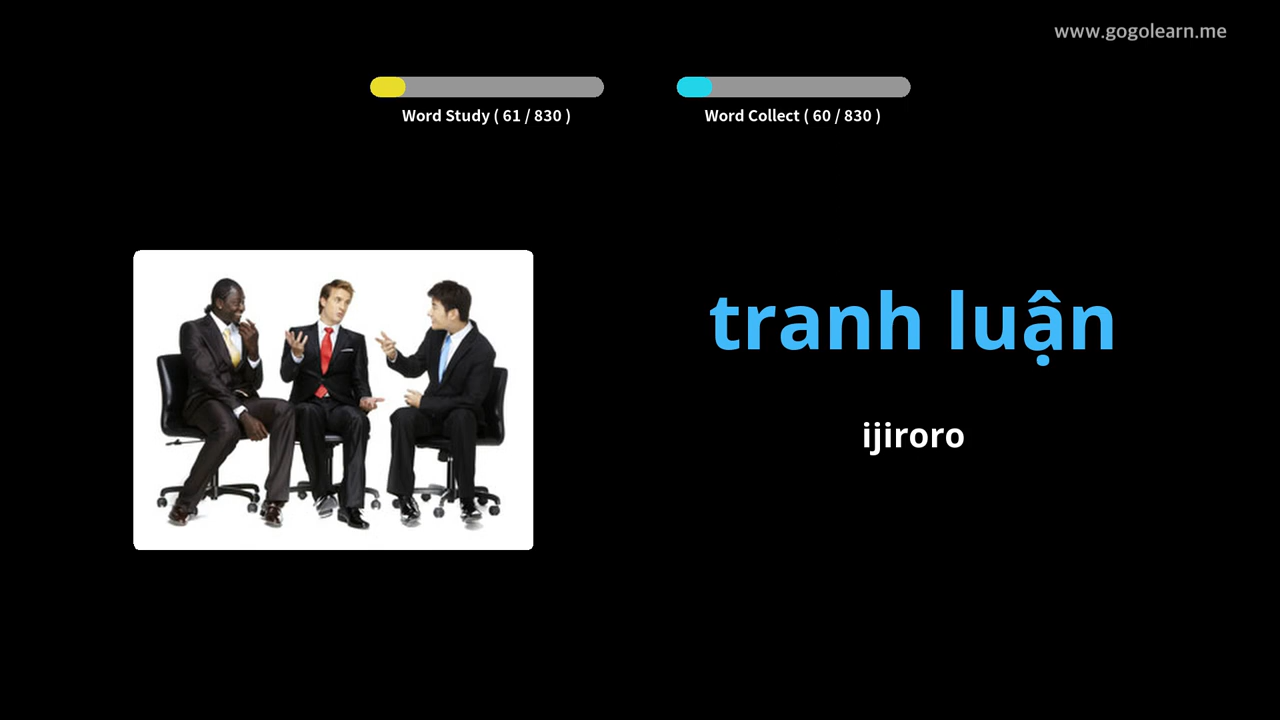 www.gogolearn.me
Word Study ( 61 / 830 )
Word Collect ( 60 / 830 )
tranh luận
ijiroro